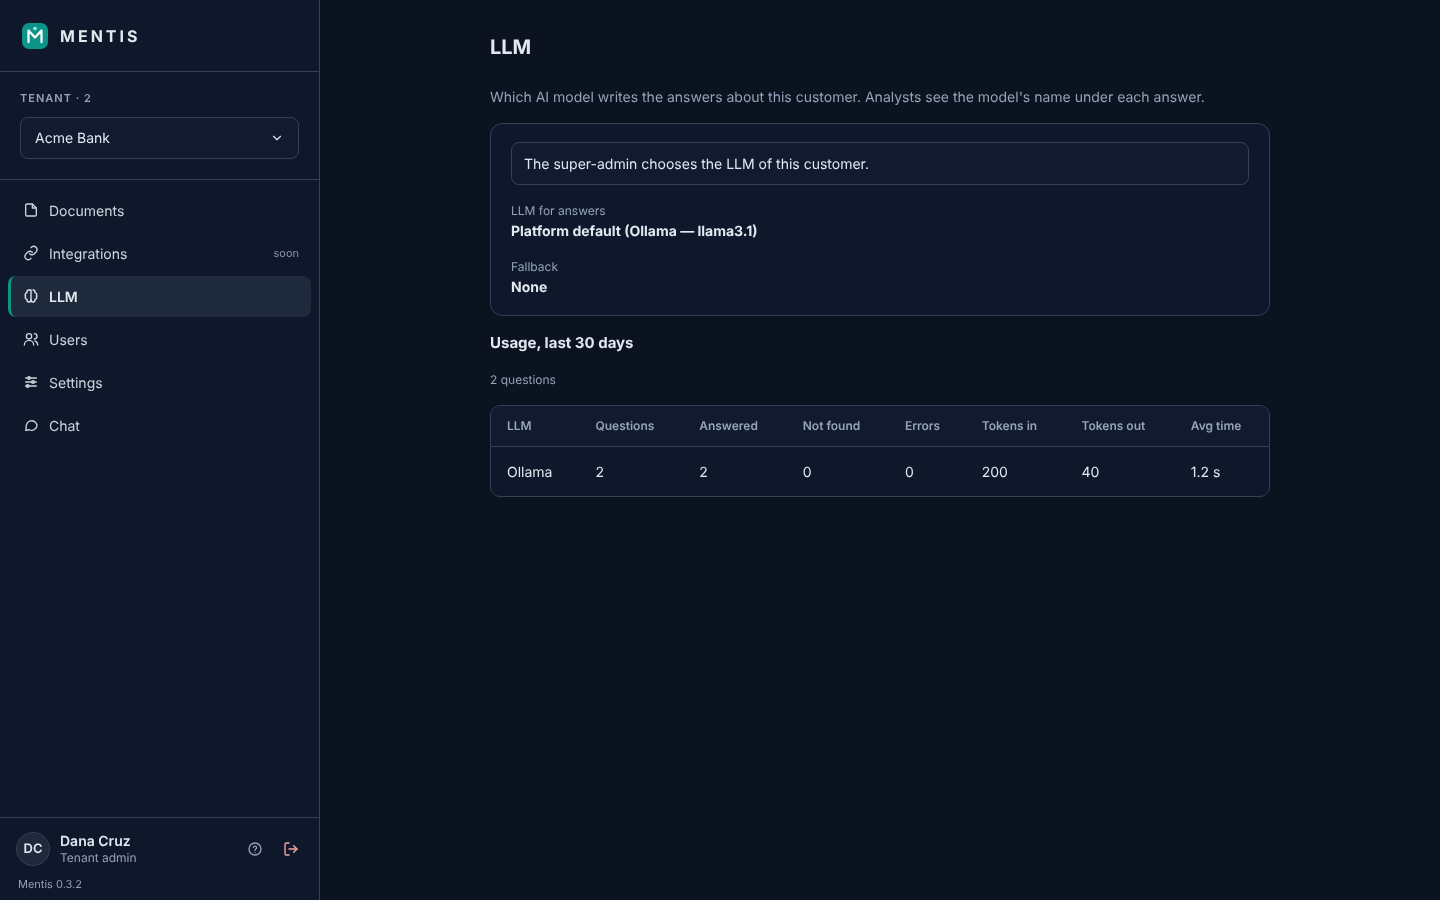 MENTIS
TENANT · 2
Acme Bank
Documents
Integrations soon
LLM
Users
Settings
Chat
DC
Dana Cruz
Tenant admin
Mentis 0.3.2
LLM
Which AI model writes the answers about this customer. Analysts see the model's name under each answer.
The super-admin chooses the LLM of this customer.
LLM for answers
Platform default (Ollama — llama3.1)
Fallback
None
Usage, last 30 days
2 questions
LLM Questions Answered Not found Errors Tokens in Tokens out Avg time
Ollama 2 2 0 0 200 40 1.2 s